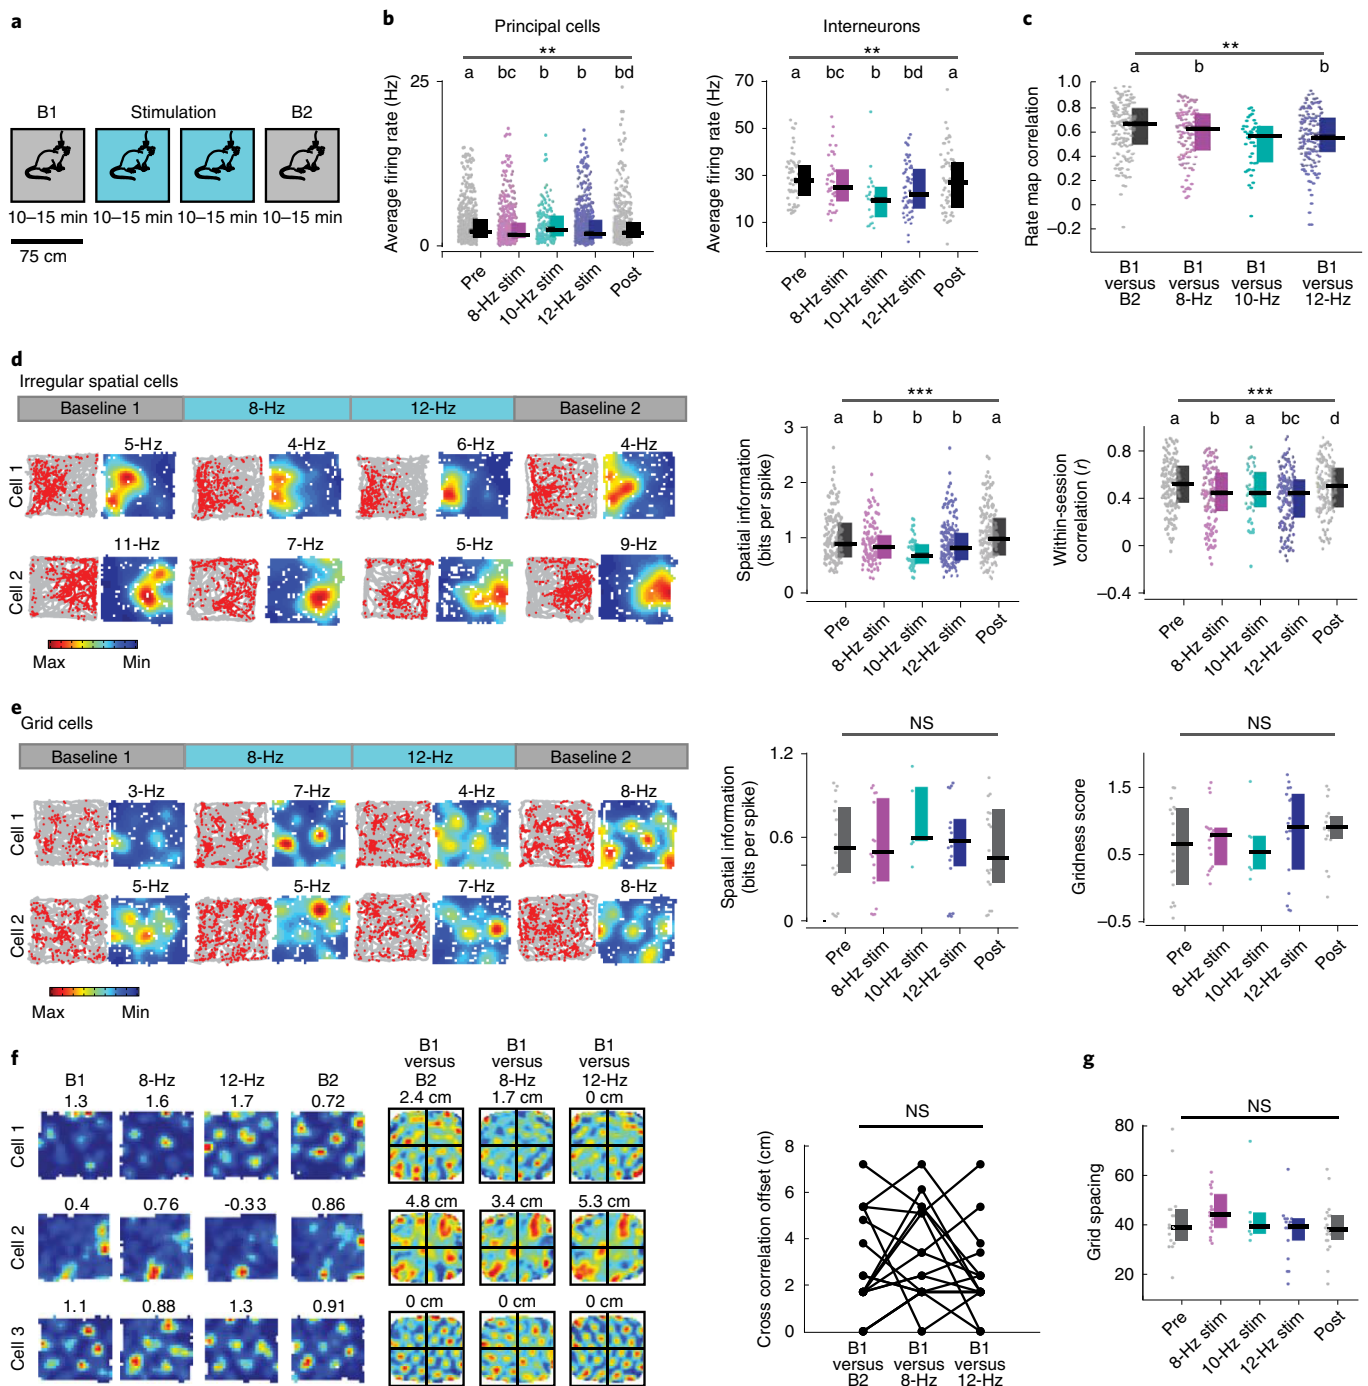 a
B1 Stimulation B2
10–15 min 10–15 min 10–15 min 10–15 min
75 cm
b
Principal cells
**
a bc b b bd
Average firing rate (Hz)
25
0
Pre 8-Hz stim 10-Hz stim 12-Hz stim Post
Interneurons
**
a bc b bd a
Average firing rate (Hz)
70
50
30
10
Pre 8-Hz stim 10-Hz stim 12-Hz stim Post
c
**
a b b
Rate map correlation
1.0
0.8
0.6
0.4
0.2
0
–0.2
B1 B1 B1 B1
versus versus versus versus
B2 8-Hz 10-Hz 12-Hz
d
Irregular spatial cells
Baseline 1 8-Hz 12-Hz Baseline 2
Cell 1
5-Hz 4-Hz 6-Hz 4-Hz
Cell 2
11-Hz 7-Hz 5-Hz 9-Hz
Max Min
***
a b b b a
Spatial information
(bits per spike)
3
2
1
0
Pre 8-Hz stim 10-Hz stim 12-Hz stim Post
***
a b a bc d
Within-session
correlation (r)
0.8
0.4
0
–0.4
Pre 8-Hz stim 10-Hz stim 12-Hz stim Post
e
Grid cells
Baseline 1 8-Hz 12-Hz Baseline 2
Cell 1
3-Hz 7-Hz 4-Hz 8-Hz
Cell 2
5-Hz 5-Hz 7-Hz 8-Hz
Max Min
NS
Spatial information
(bits per spike)
1.2
0.6
0
Pre 8-Hz stim 10-Hz stim 12-Hz stim Post
NS
Gridness score
1.5
0.5
–0.5
Pre 8-Hz stim 10-Hz stim 12-Hz stim Post
f
B1 8-Hz 12-Hz B2
Cell 1
1.3 1.6 1.7 0.72
Cell 2
0.4 0.76 -0.33 0.86
Cell 3
1.1 0.88 1.3 0.91
B1 B1 B1
versus versus versus
B2 8-Hz 12-Hz
2.4 cm 1.7 cm 0 cm
4.8 cm 3.4 cm 5.3 cm
0 cm 0 cm 0 cm
NS
Cross correlation offset (cm)
8
6
4
2
0
B1 B1 B1
versus versus versus
B2 8-Hz 12-Hz
g
NS
Grid spacing
80
60
40
20
Pre 8-Hz stim 10-Hz stim 12-Hz stim Post